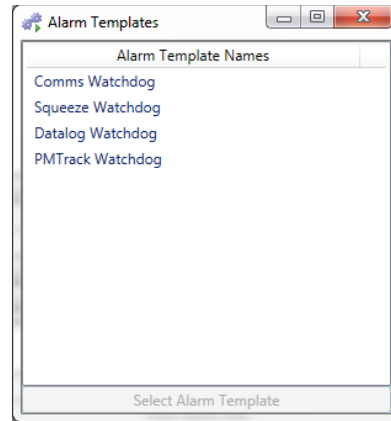 Alarm Templates
Alarm Template Names
Comms Watchdog
Squeeze Watchdog
Datalog Watchdog
PMTrack Watchdog
Select Alarm Template